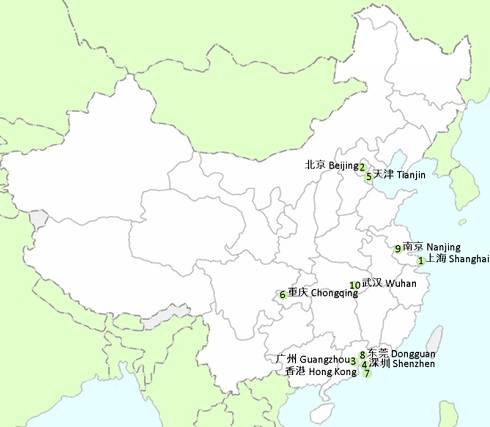 北京 Beijing 2
5 天津 Tianjin
9 南京 Nanjing
1 上海 Shanghai
10 武汉 Wuhan
6 重庆 Chongqing
8 东莞 Dongguan
广州 Guangzhou 3
4 深圳 Shenzhen
香港 Hong Kong 7